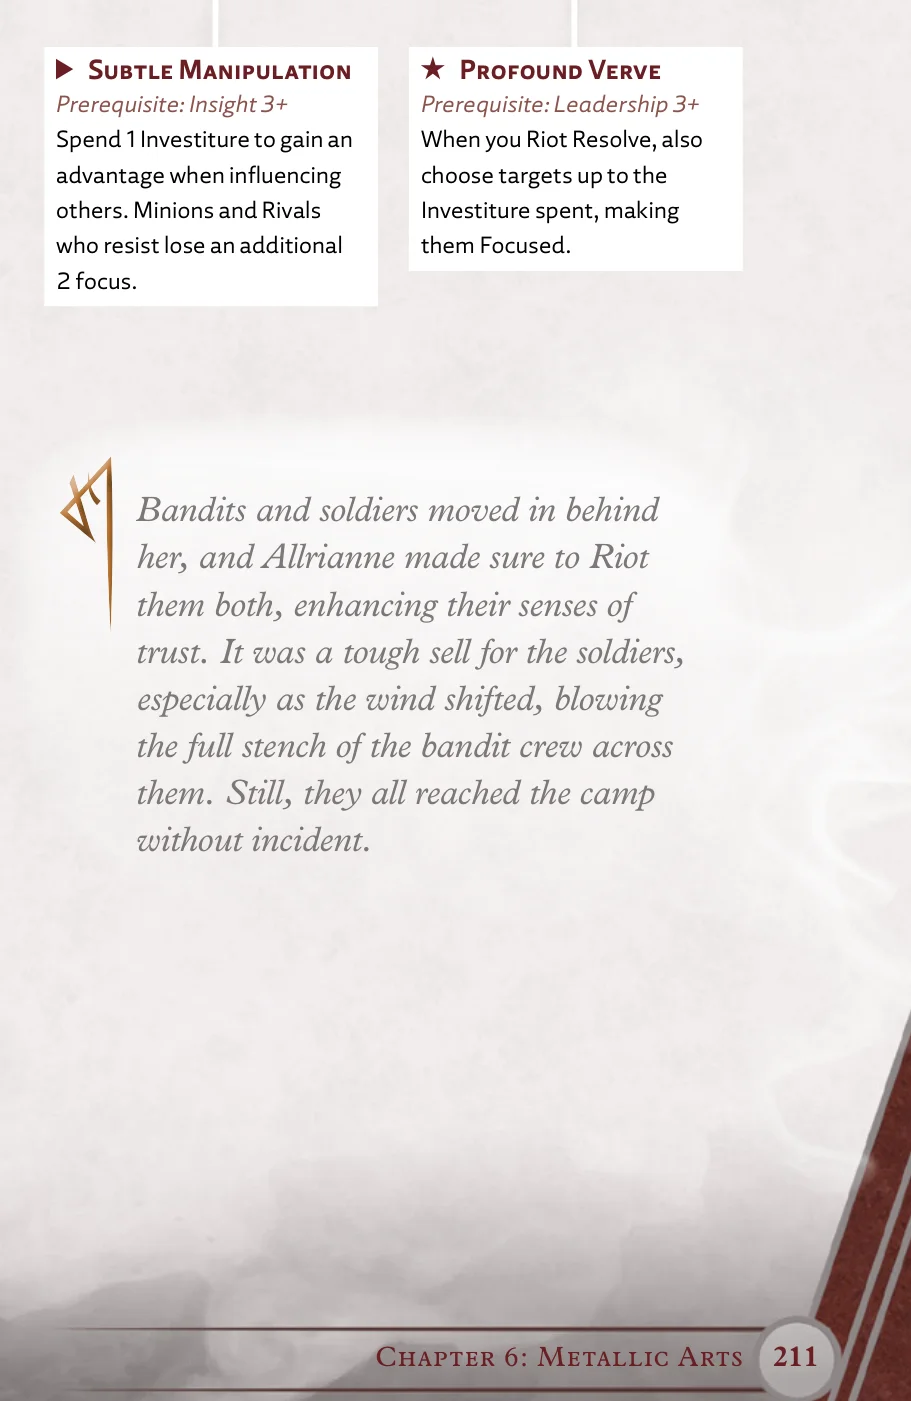 ▶ Subtle Manipulation
Prerequisite: Insight 3+
Spend 1 Investiture to gain an
advantage when influencing
others. Minions and Rivals
who resist lose an additional
2 focus.
★ Profound Verve
Prerequisite: Leadership 3+
When you Riot Resolve, also
choose targets up to the
Investiture spent, making
them Focused.
Bandits and soldiers moved in behind
her, and Allrianne made sure to Riot
them both, enhancing their senses of
trust. It was a tough sell for the soldiers,
especially as the wind shifted, blowing
the full stench of the bandit crew across
them. Still, they all reached the camp
without incident.
Chapter 6: Metallic Arts 211